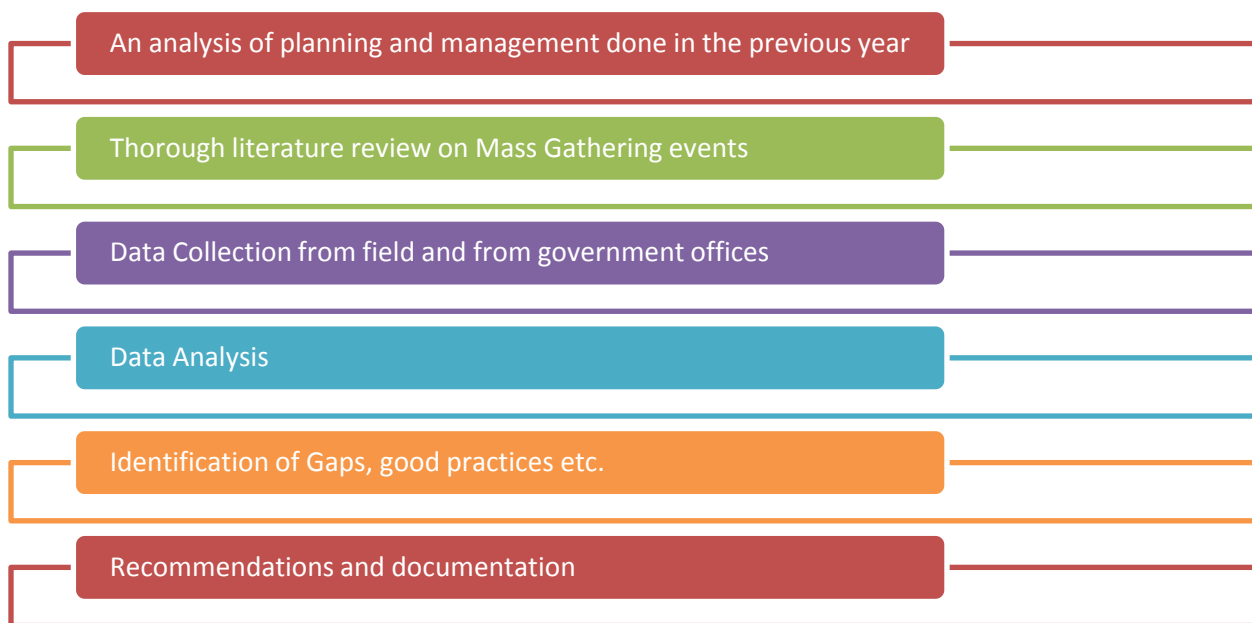 An analysis of planning and management done in the previous year
Thorough literature review on Mass Gathering events
Data Collection from field and from government offices
Data Analysis
Identification of Gaps, good practices etc.
Recommendations and documentation